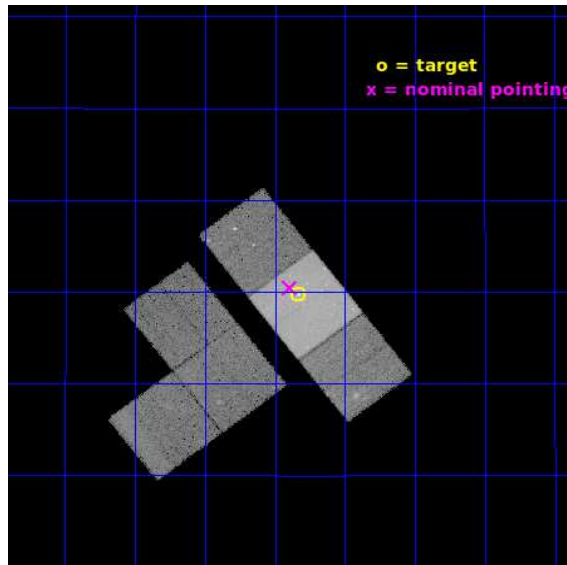 o = target
x = nominal pointing